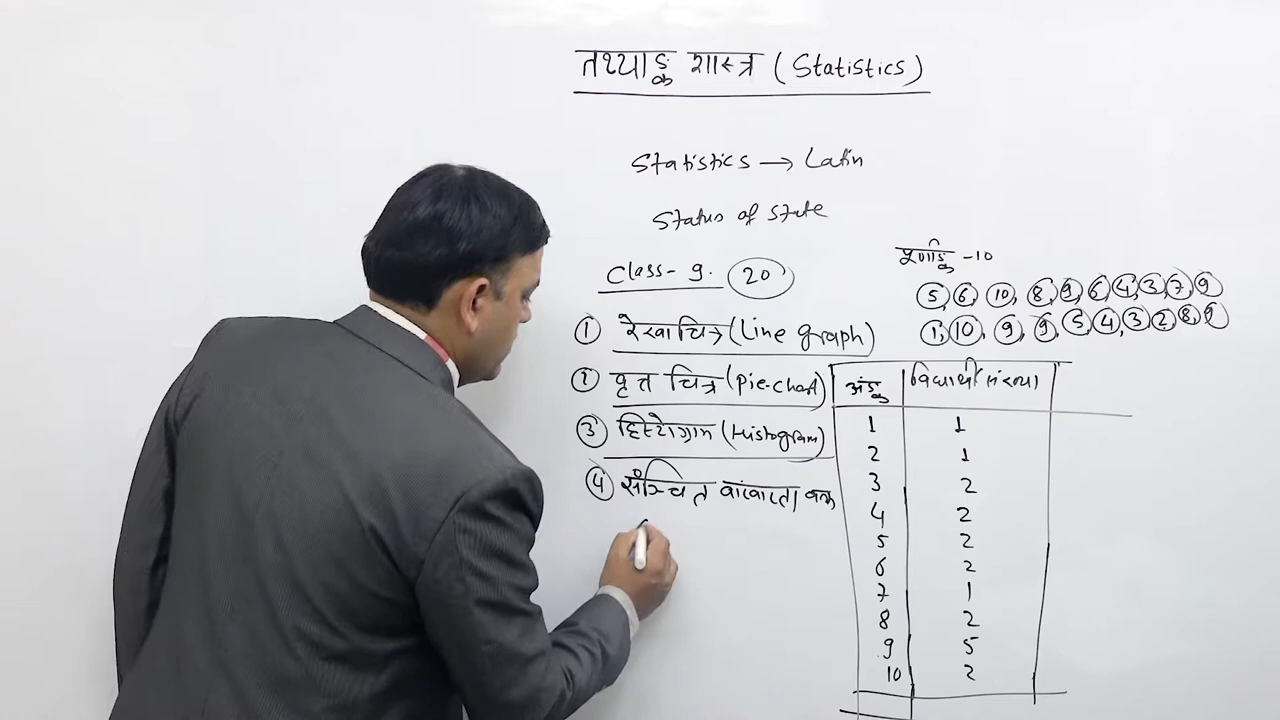 तथ्याङ्क शास्त्र (Statistics)
Statistics → Latin
Status of state
Class - 9. 20
पूर्णाङ्क - 10
5, 6, 10, 8, 9, 6, 4, 3, 7, 9
1, 10, 9, 9, 5, 4, 3, 2, 8, 9
① रेखाचित्र (Line graph)
② वृत्त चित्र (Pie-chart)
③ हिस्टोग्राम (Histogram)
④ सञ्चित वक्र
अंङ्क विद्यार्थी संख्या
1 1
2 1
3 2
4 2
5 2
6 2
7 1
8 2
9 5
10 2